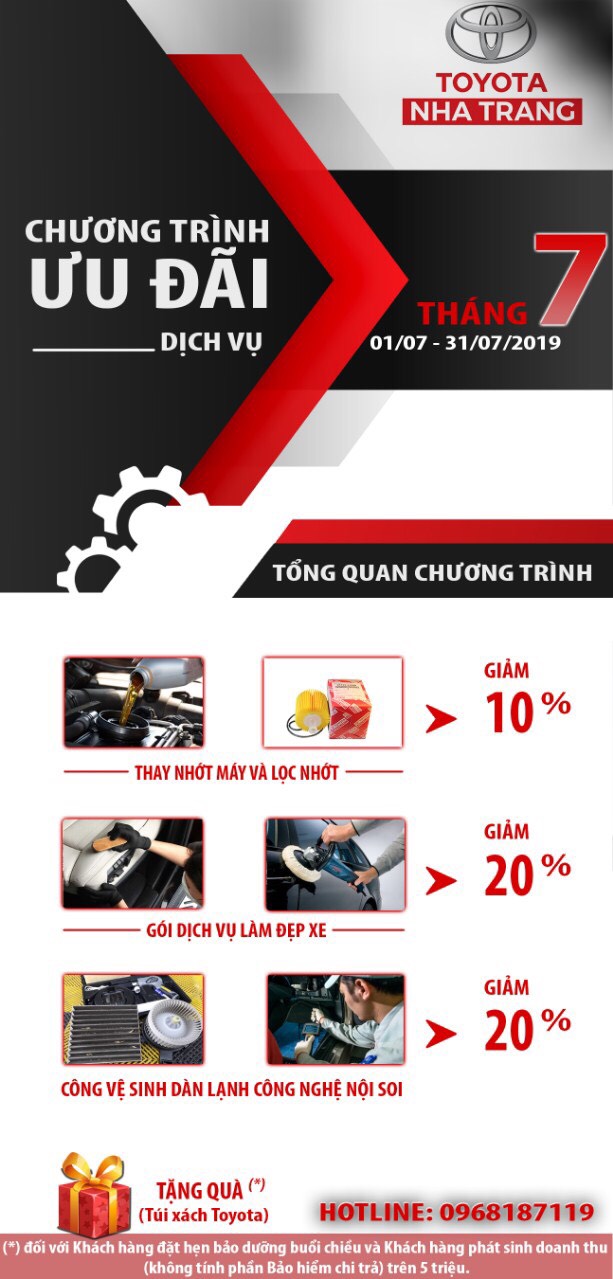 TOYOTA
NHA TRANG
CHƯƠNG TRÌNH
ƯU ĐÃI
DỊCH VỤ
THÁNG 7
01/07 - 31/07/2019
TỔNG QUAN CHƯƠNG TRÌNH
GIẢM
10%
THAY NHỚT MÁY VÀ LỌC NHỚT
GIẢM
20%
GÓI DỊCH VỤ LÀM ĐẸP XE
GIẢM
20%
CÔNG VỆ SINH DÀN LẠNH CÔNG NGHỆ NỘI SOI
TẶNG QUÀ (*)
(Túi xách Toyota)
HOTLINE: 0968187119
(*) đối với Khách hàng đặt hẹn bảo dưỡng buổi chiều và Khách hàng phát sinh doanh thu
(không tính phần Bảo hiểm chi trả) trên 5 triệu.